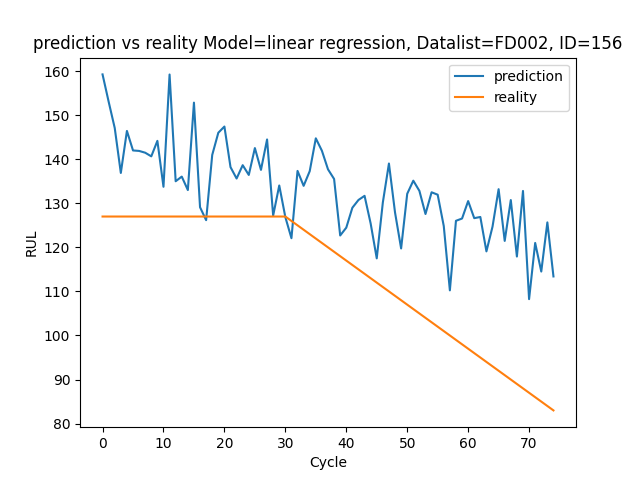 prediction vs reality Model=linear regression, Datalist=FD002, ID=156
prediction
reality
RUL
160
150
140
130
120
110
100
90
80
0 10 20 30 40 50 60 70
Cycle